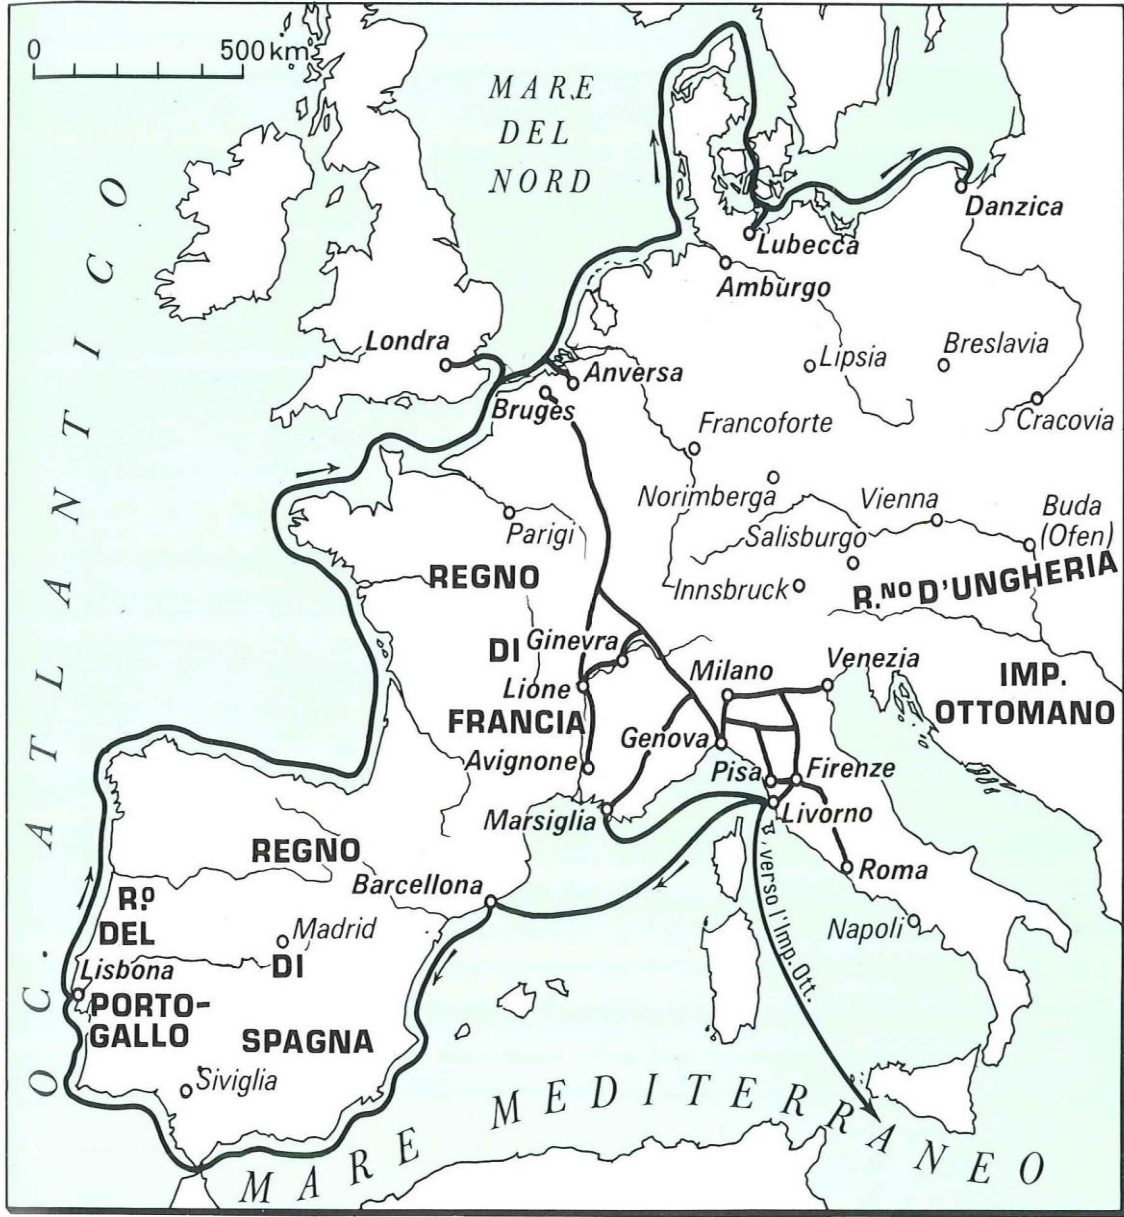 0 500 km
MARE
DEL
NORD
OC. ATLANTICO
Danzica
Lubecca
Amburgo
Londra
Lipsia
Breslavia
Anversa
Bruges
Francoforte
Cracovia
Norimberga
Vienna
Buda
(Ofen)
Parigi
Salisburgo
REGNO
Innsbruck
R.NO D'UNGHERIA
DI
Ginevra
Milano
Venezia
IMP.
OTTOMANO
Lione
FRANCIA
Genova
Avignone
Pisa
Firenze
Marsiglia
Livorno
REGNO
Barcellona
Roma
R.º
DEL
Madrid
Napoli
verso l'Imp. Ott.
Lisbona
DI
PORTO-
GALLO
SPAGNA
Siviglia
MARE MEDITERRANEO